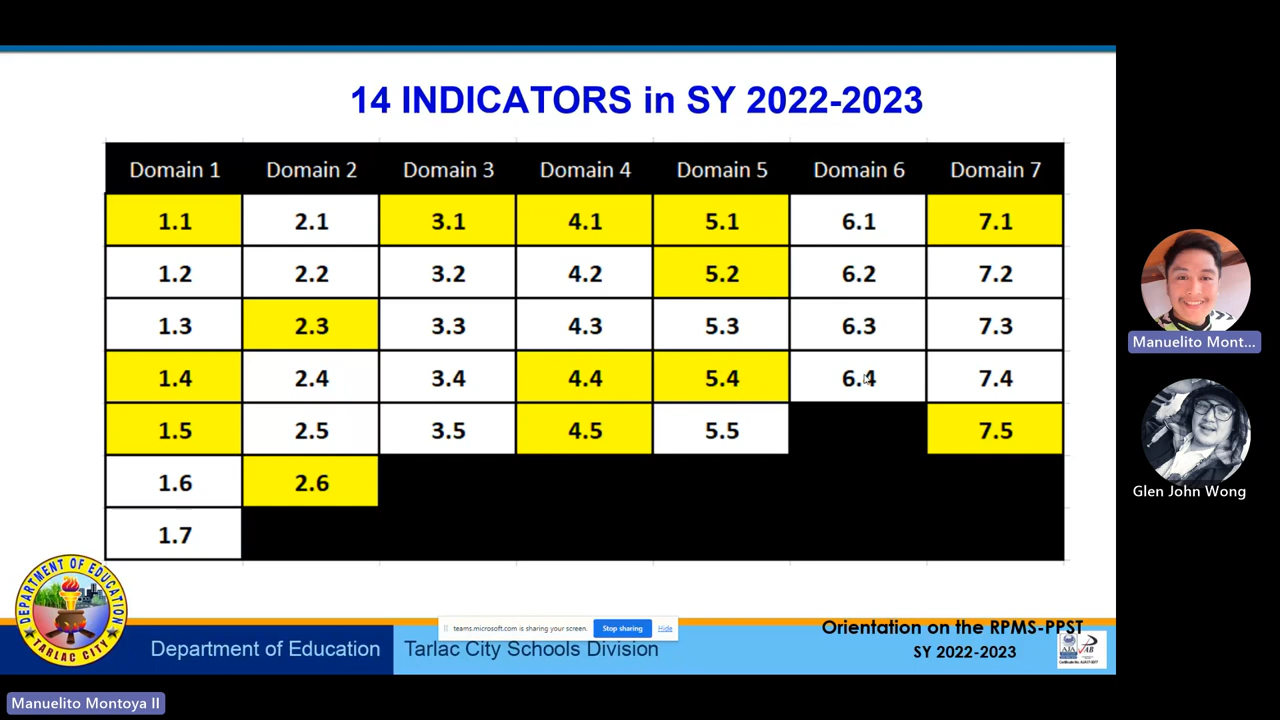 14 INDICATORS in SY 2022-2023
Domain 1 Domain 2 Domain 3 Domain 4 Domain 5 Domain 6 Domain 7
1.1 2.1 3.1 4.1 5.1 6.1 7.1
1.2 2.2 3.2 4.2 5.2 6.2 7.2
1.3 2.3 3.3 4.3 5.3 6.3 7.3
1.4 2.4 3.4 4.4 5.4 6.4 7.4
1.5 2.5 3.5 4.5 5.5 7.5
1.6 2.6
1.7
Manuelito Mont...
Glen John Wong
DEPARTMENT OF EDUCATION
TARLAC CITY
teams.microsoft.com is sharing your screen. Stop sharing Hide
Department of Education Tarlac City Schools Division
Orientation on the RPMS-PPST
SY 2022-2023
AJA
Manuelito Montoya II